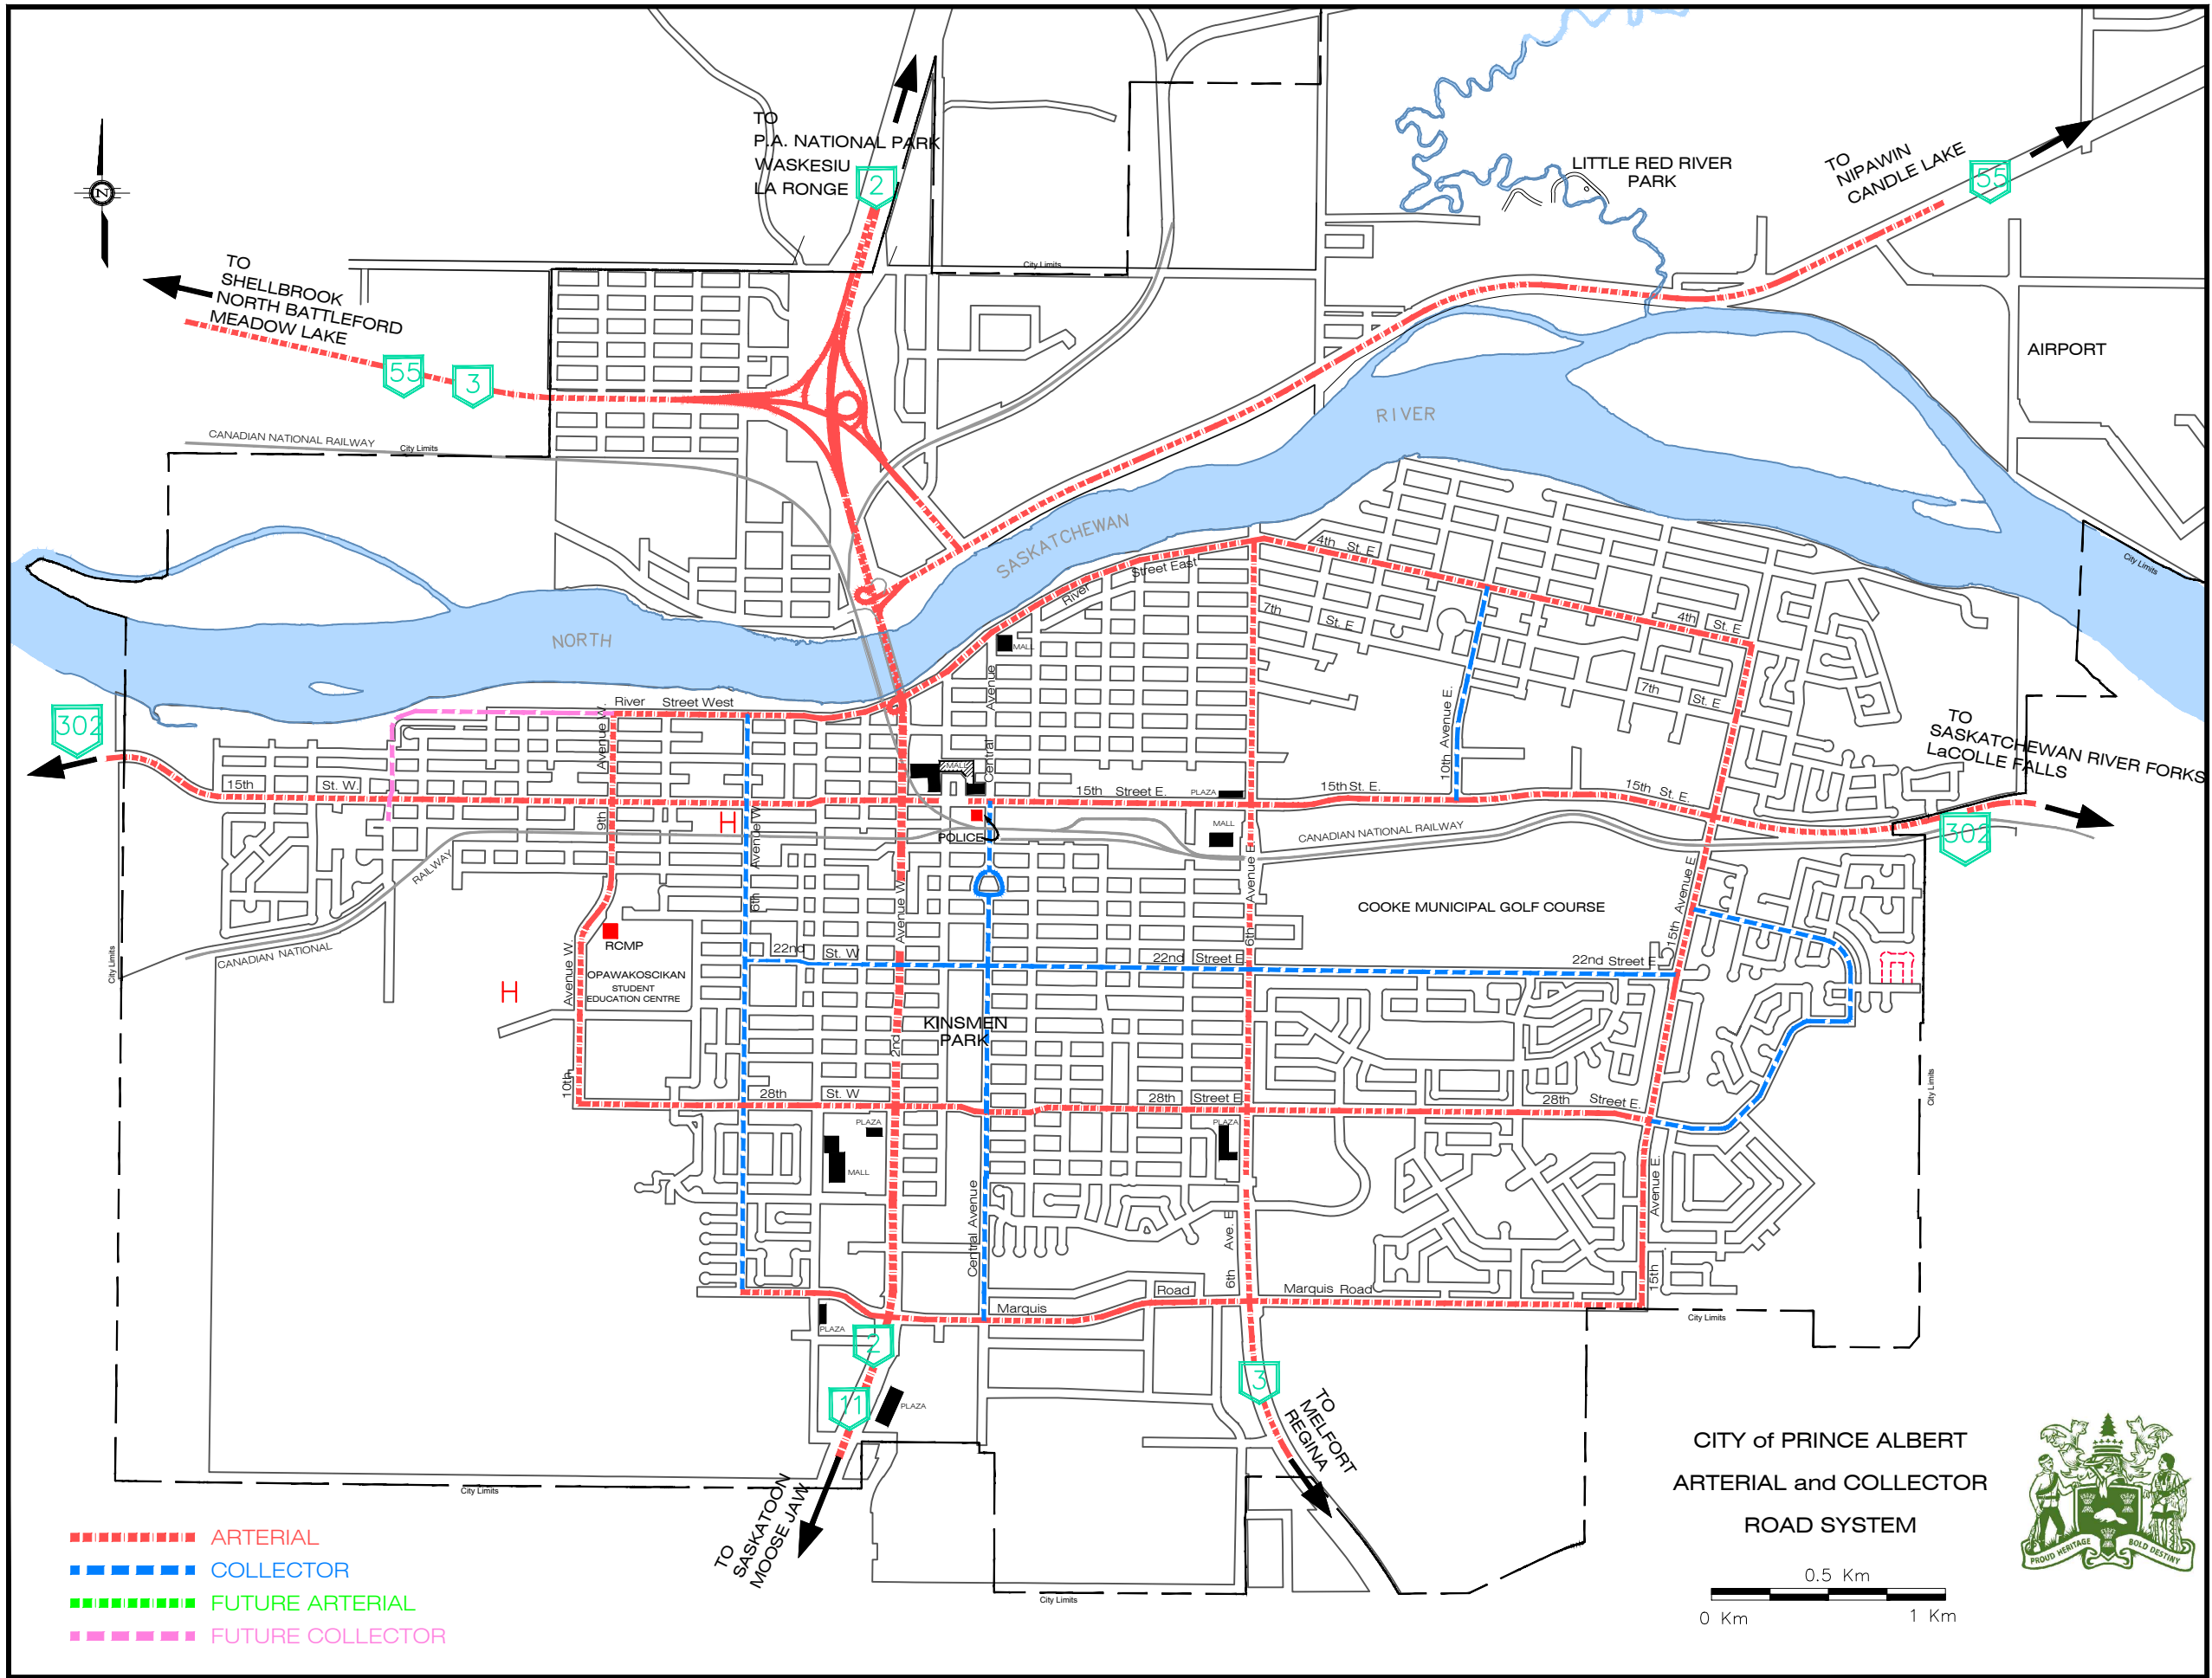 TO
P.A. NATIONAL PARK
WASKESIU
LA RONGE
2
LITTLE RED RIVER
PARK
TO
NIPAWIN
CANDLE LAKE
55
N
TO
SHELLBROOK
NORTH BATTLEFORD
MEADOW LAKE
55
3
City Limits
AIRPORT
CANADIAN NATIONAL RAILWAY
City Limits
RIVER
SASKATCHEWAN
NORTH
City Limits
4th St. E
River Street East
7th
St. E
4th
St. E
MALL
7th
St. E
302
River Street West
Avenue W.
Central Avenue
10th Avenue E.
TO
SASKATCHEWAN RIVER FORKS
LaCOLLE FALLS
15th St. W.
MALL
15th Street E.
PLAZA
15th St. E.
15th St. E.
9th
H
Avenue W.
POLICE
MALL
CANADIAN NATIONAL RAILWAY
302
RAILWAY
6th
Avenue W.
Avenue E
6th
15th Avenue E
COOKE MUNICIPAL GOLF COURSE
RCMP
CANADIAN NATIONAL
City Limits
22nd St. W
22nd Street E
22nd Street E
OPAWAKOSCIKAN
STUDENT
EDUCATION CENTRE
H
10th Avenue W.
KINSMEN
PARK
2nd
28th St. W
28th Street E
28th Street E.
City Limits
PLAZA
MALL
PLAZA
Central Avenue
6th Ave. E
15th Avenue E.
Marquis Road
Marquis Road
City Limits
PLAZA
2
11
PLAZA
3
TO
MELFORT
REGINA
TO
SASKATOON
MOOSE JAW
City Limits
City Limits
CITY of PRINCE ALBERT
ARTERIAL and COLLECTOR
ROAD SYSTEM
PROUD HERITAGE BOLD DESTINY
0.5 Km
0 Km
1 Km
ARTERIAL
COLLECTOR
FUTURE ARTERIAL
FUTURE COLLECTOR